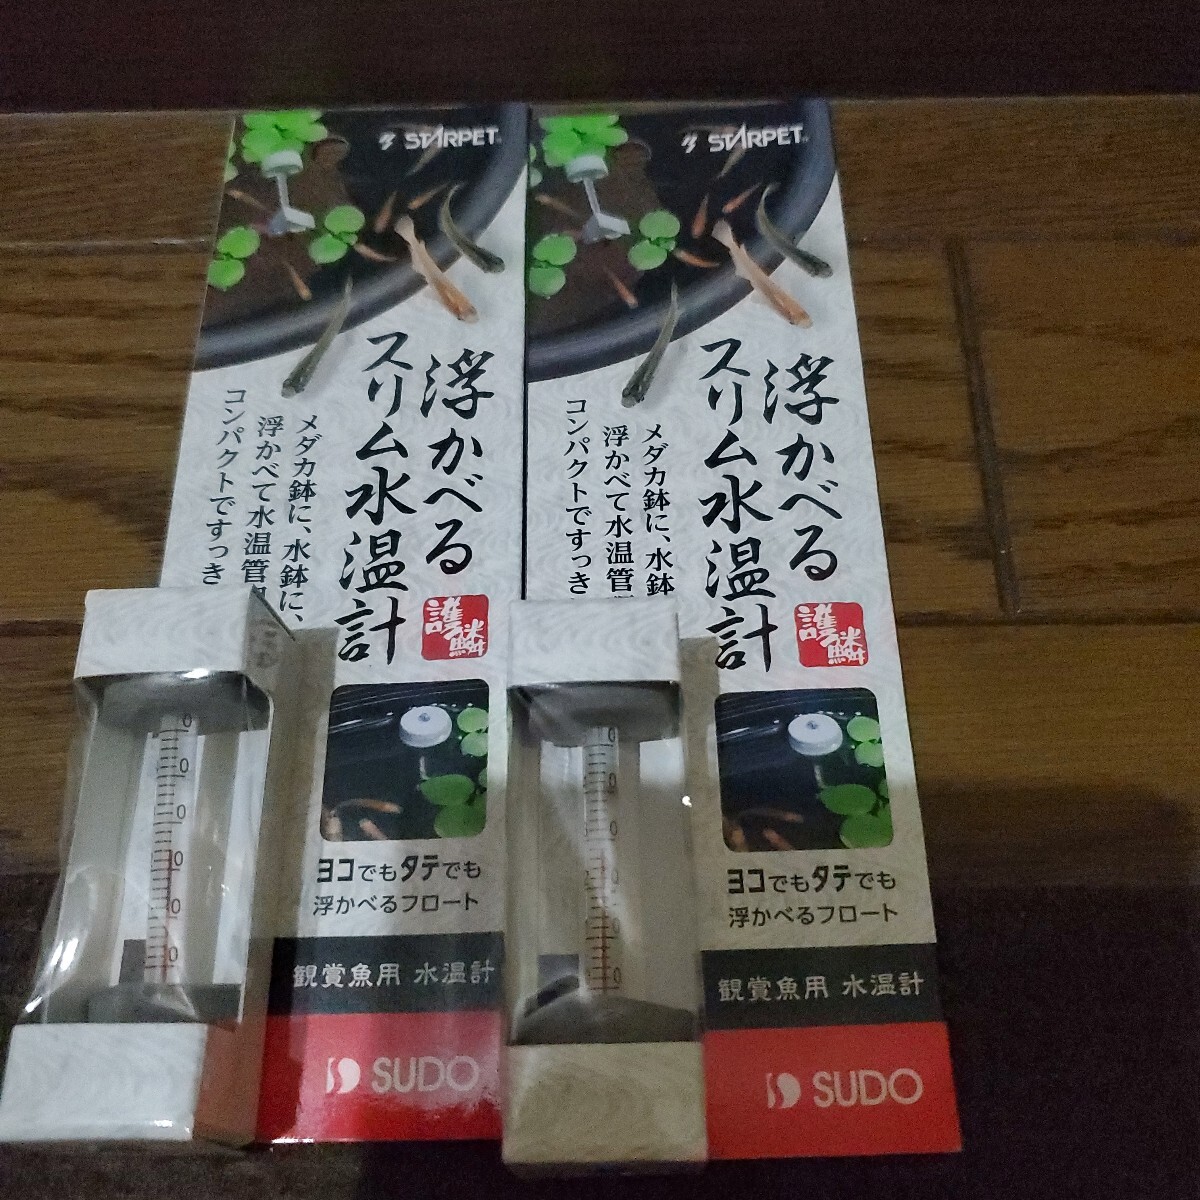 STARPET
浮かべる
スリム水温計
メダカ鉢に、水鉢に、
浮かべて水温管
コンパクトですっき
護鱗
ヨコでもタテでも
浮かべるフロート
観賞魚用 水温計
SUDO
STARPET
浮かべる
スリム水温計
メダカ鉢に、水鉢
浮かべて水温管
コンパクトですっき
護鱗
ヨコでもタテでも
浮かべるフロート
観賞魚用 水温計
SUDO